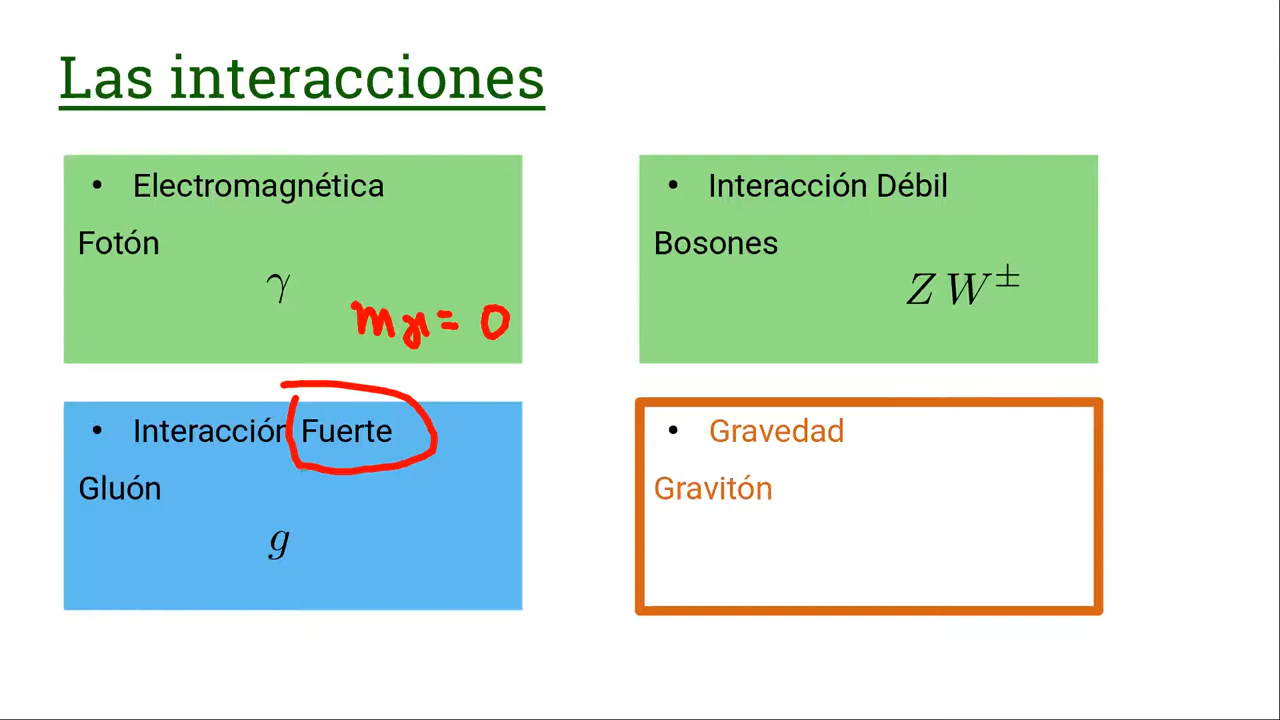 Las interacciones
• Electromagnética
Fotón
γ
mγ = 0
• Interacción Débil
Bosones
Z W±
• Interacción Fuerte
Gluón
g
• Gravedad
Gravitón